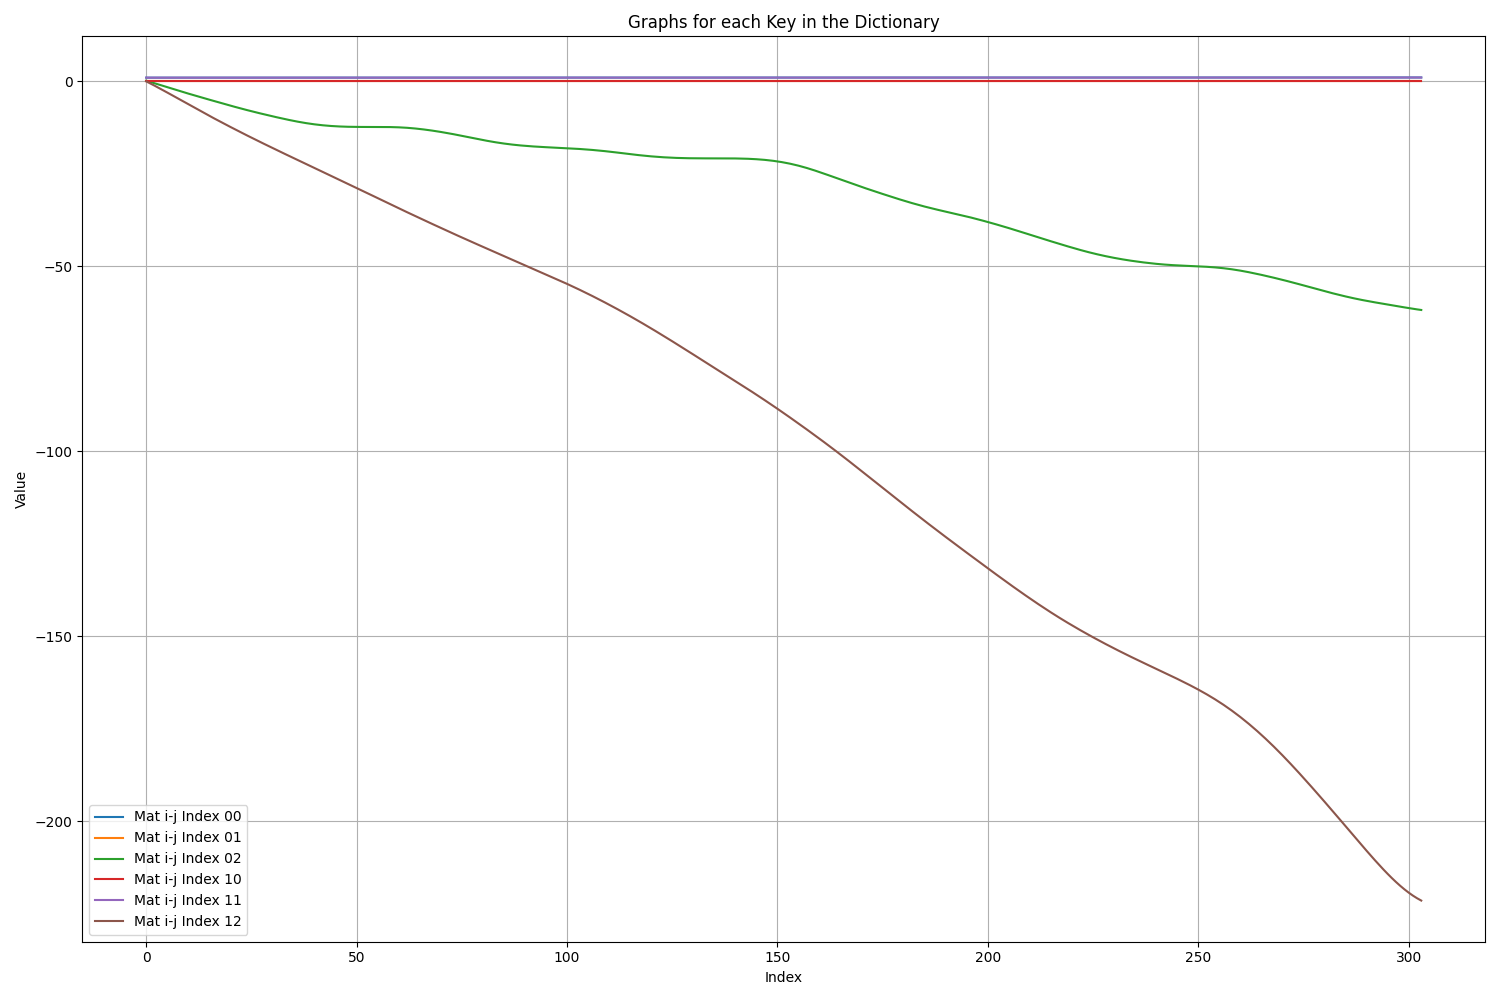 Graphs for each Key in the Dictionary
Value
0
−50
−100
−150
−200
Mat i-j Index 00
Mat i-j Index 01
Mat i-j Index 02
Mat i-j Index 10
Mat i-j Index 11
Mat i-j Index 12
0 50 100 150 200 250 300
Index